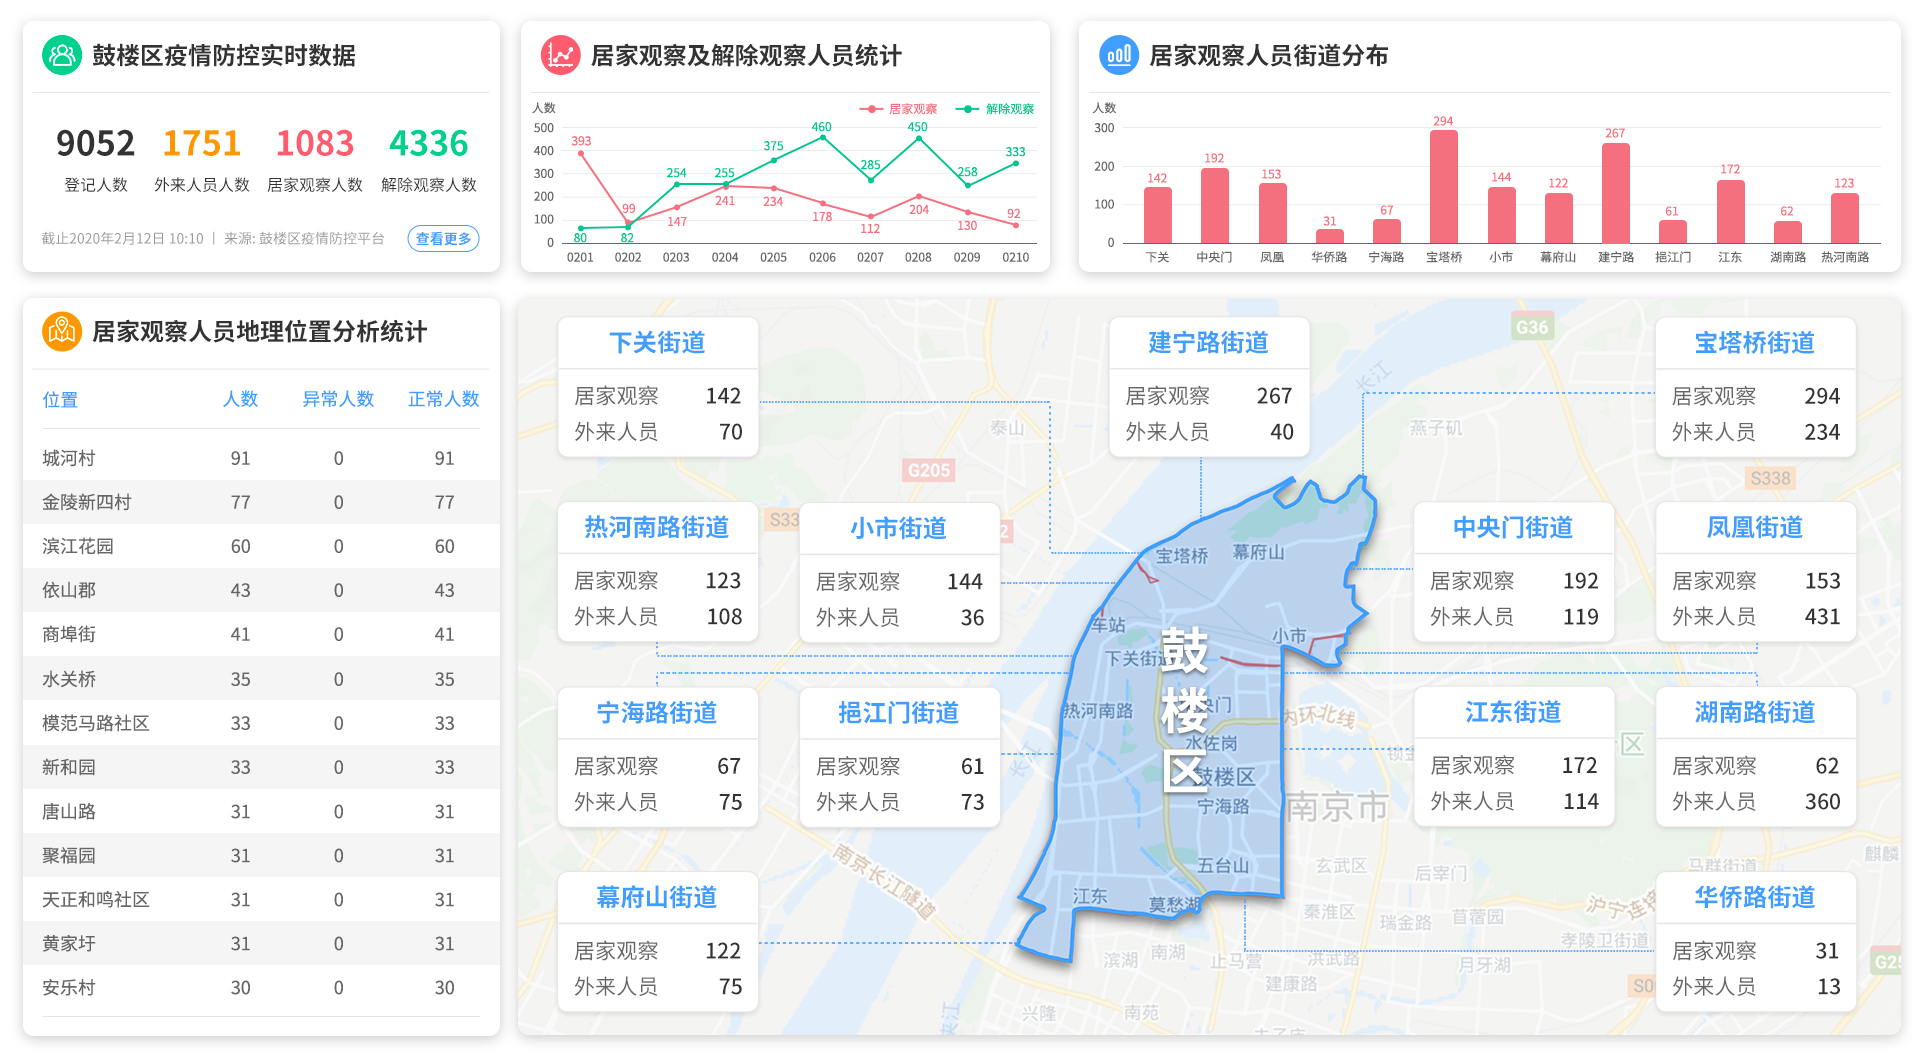 鼓楼区疫情防控实时数据
9052 1751 1083 4336
登记人数 外来人员人数 居家观察人数 解除观察人数
截止2020年2月12日 10:10 | 来源: 鼓楼区疫情防控平台 查看更多
居家观察及解除观察人员统计
人数 居家观察 解除观察
500
400
300
200
100
0
393 99 147 241 234 178 112 204 130 92
80 82 254 255 375 460 285 450 258 333
0201 0202 0203 0204 0205 0206 0207 0208 0209 0210
居家观察人员街道分布
人数
300
200
100
0
142 192 153 31 67 294 144 122 267 61 172 62 123
下关 中央门 凤凰 华侨路 宁海路 宝塔桥 小市 幕府山 建宁路 挹江门 江东 湖南路 热河南路
居家观察人员地理位置分析统计
位置 人数 异常人数 正常人数
城河村 91 0 91
金陵新四村 77 0 77
滨江花园 60 0 60
依山郡 43 0 43
商埠街 41 0 41
水关桥 35 0 35
模范马路社区 33 0 33
新和园 33 0 33
唐山路 31 0 31
聚福园 31 0 31
天正和鸣社区 31 0 31
黄家圩 31 0 31
安乐村 30 0 30
下关街道
居家观察 142
外来人员 70
建宁路街道
居家观察 267
外来人员 40
宝塔桥街道
居家观察 294
外来人员 234
热河南路街道
居家观察 123
外来人员 108
小市街道
居家观察 144
外来人员 36
中央门街道
居家观察 192
外来人员 119
凤凰街道
居家观察 153
外来人员 431
宁海路街道
居家观察 67
外来人员 75
挹江门街道
居家观察 61
外来人员 73
江东街道
居家观察 172
外来人员 114
湖南路街道
居家观察 62
外来人员 360
幕府山街道
居家观察 122
外来人员 75
华侨路街道
居家观察 31
外来人员 13
鼓
楼
区
G36
长江
泰山
燕子矶
G205
S338
宝塔桥
幕府山
车站
小市
下关街道
热河南路
内环北线
水佐岗
鼓楼区
长江
区
宁海路
南京市
南京长江隧道
五台山
玄武区
后宰门
马群街道
麒麟
江东
莫愁湖
秦淮区
瑞金路
苜蓿园
沪宁连接
孝陵卫街道
滨湖
南湖
止马营
洪武路
月牙湖
建康路
兴隆
南苑